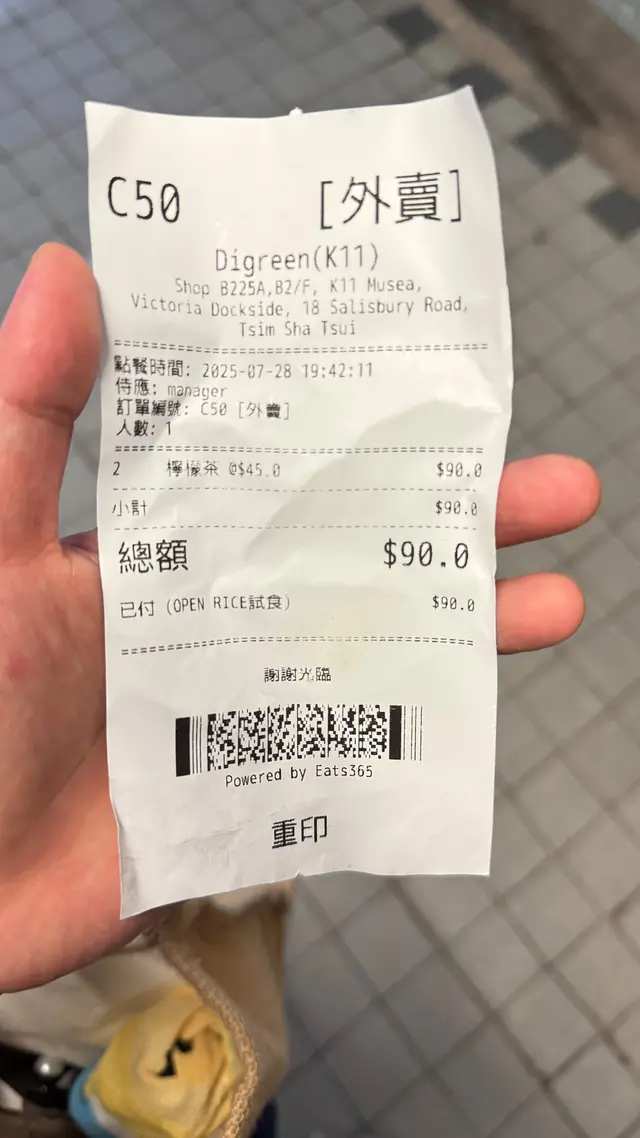 C50 [外賣]
Digreen(K11)
Shop B225A,B2/F, K11 Musea,
Victoria Dockside, 18 Salisbury Road,
Tsim Sha Tsui
點餐時間: 2025-07-28 19:42:11
侍應: manager
訂單編號: C50 [外賣]
人數: 1
2 檸檬茶 @$45.0 $90.0
小計 $90.0
總額 $90.0
已付 (OPEN RICE試食) $90.0
謝謝光臨
Powered by Eats365
重印